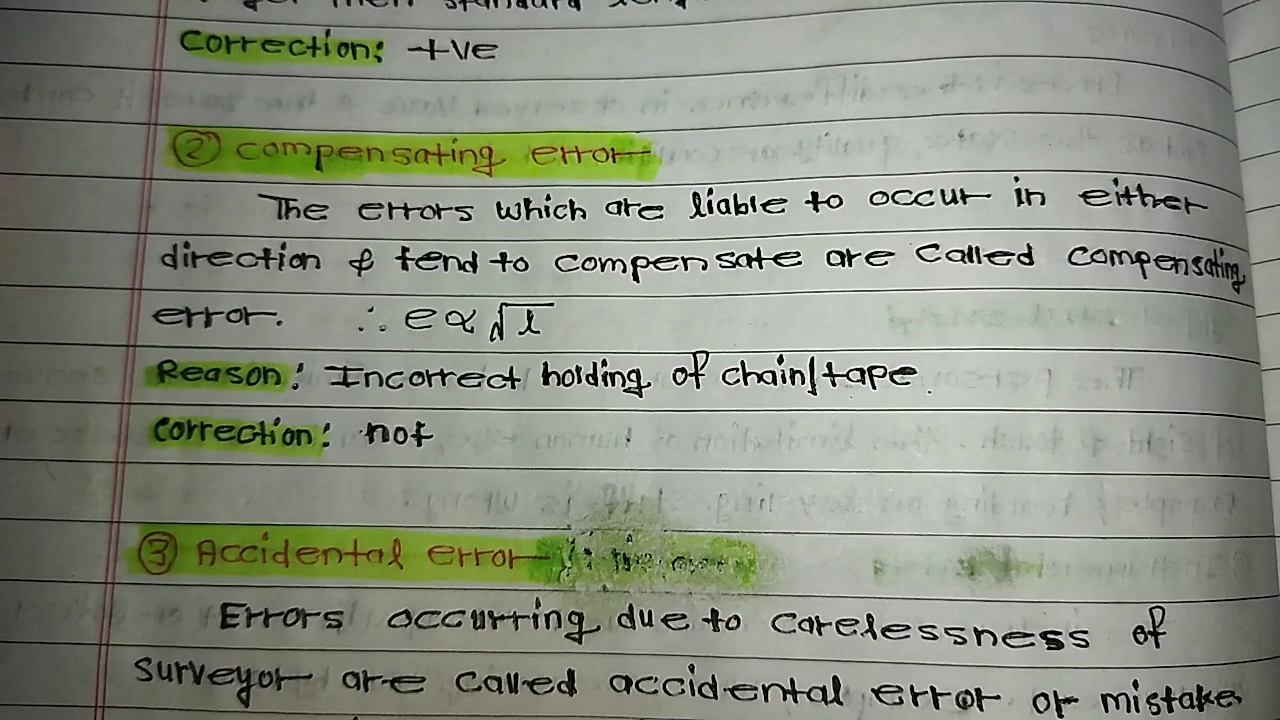 then standard
Correction: +ve
② compensating error
The errors which are liable to occur in either
direction & tend to compensate are called compensating
error. ∴ e ∝ √l
Reason: Incorrect holding of chain/tape.
correction: not
③ Accidental error
Errors occurring due to carelessness of
surveyor are called accidental error or mistake